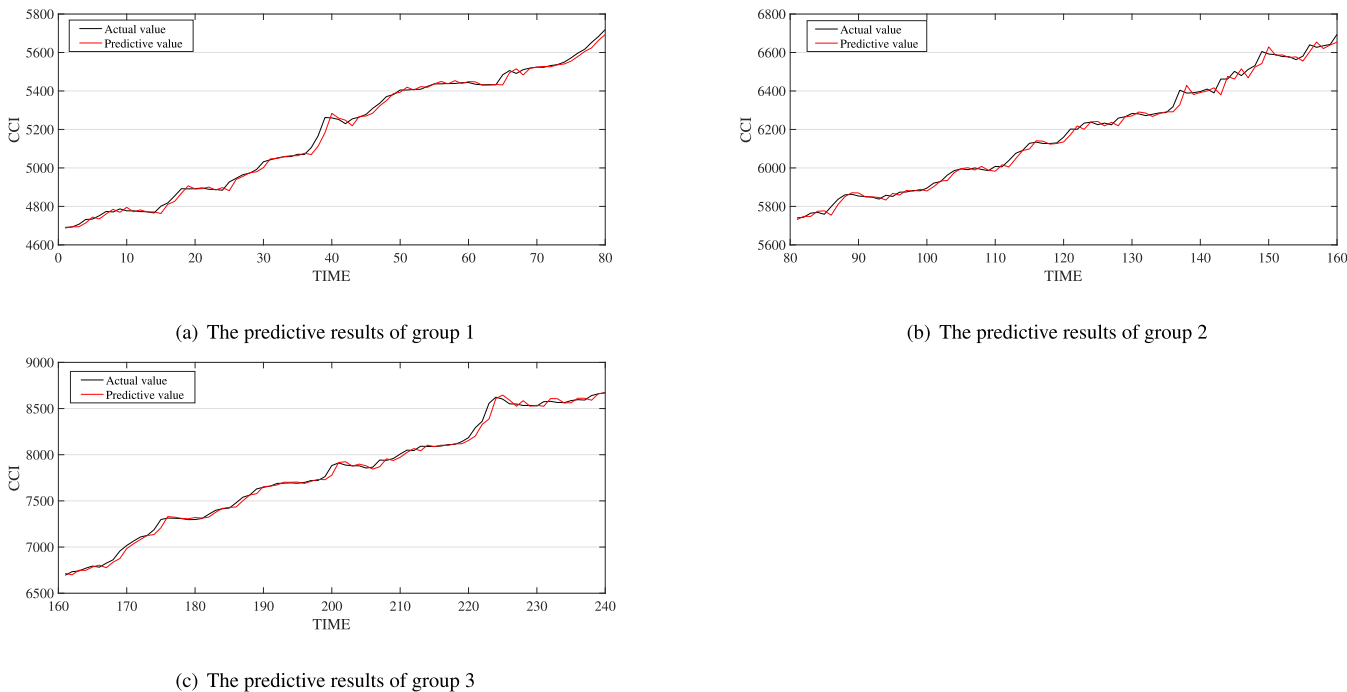 5800
5600
5400
5200
5000
4800
4600
CCI
Actual value
Predictive value
0 10 20 30 40 50 60 70 80
TIME
(a) The predictive results of group 1
6800
6600
6400
6200
6000
5800
5600
CCI
Actual value
Predictive value
80 90 100 110 120 130 140 150 160
TIME
(b) The predictive results of group 2
9000
8500
8000
7500
7000
6500
CCI
Actual value
Predictive value
160 170 180 190 200 210 220 230 240
TIME
(c) The predictive results of group 3